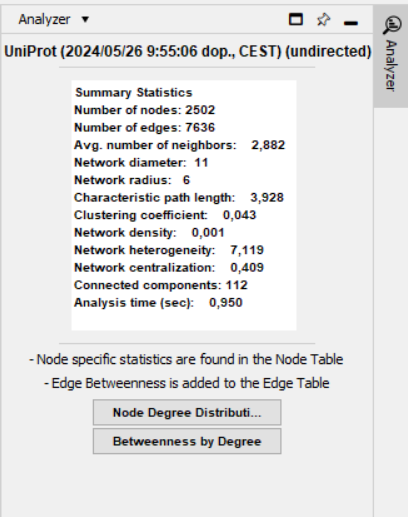 Analyzer
UniProt (2024/05/26 9:55:06 dop., CEST) (undirected)
Summary Statistics
Number of nodes: 2502
Number of edges: 7636
Avg. number of neighbors: 2,882
Network diameter: 11
Network radius: 6
Characteristic path length: 3,928
Clustering coefficient: 0,043
Network density: 0,001
Network heterogeneity: 7,119
Network centralization: 0,409
Connected components: 112
Analysis time (sec): 0,950
- Node specific statistics are found in the Node Table
- Edge Betweenness is added to the Edge Table
Node Degree Distributi...
Betweenness by Degree
Analyzer